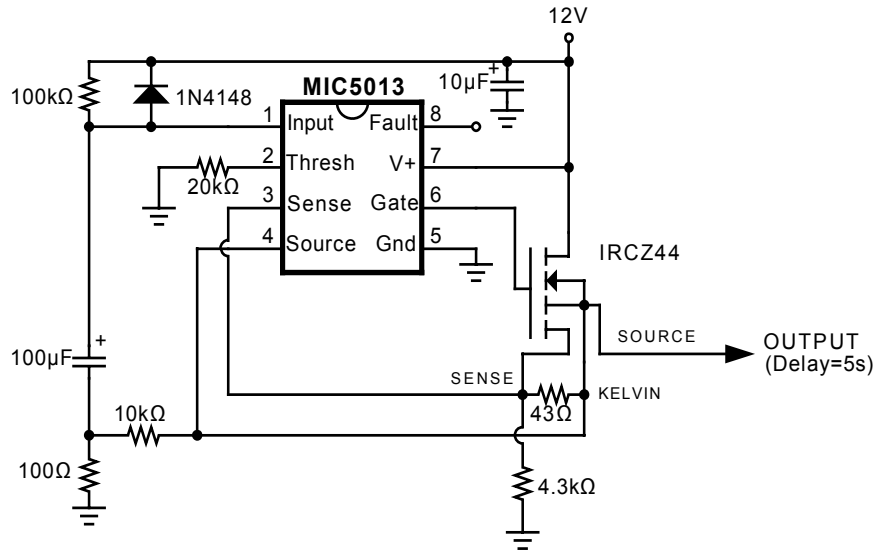 12V
10µF
+
100kΩ
1N4148
MIC5013
1 Input Fault 8
2 Thresh V+ 7
20kΩ
3 Sense Gate 6
4 Source Gnd 5
IRCZ44
SOURCE
OUTPUT
(Delay=5s)
+
100µF
SENSE
KELVIN
43Ω
10kΩ
100Ω
4.3kΩ